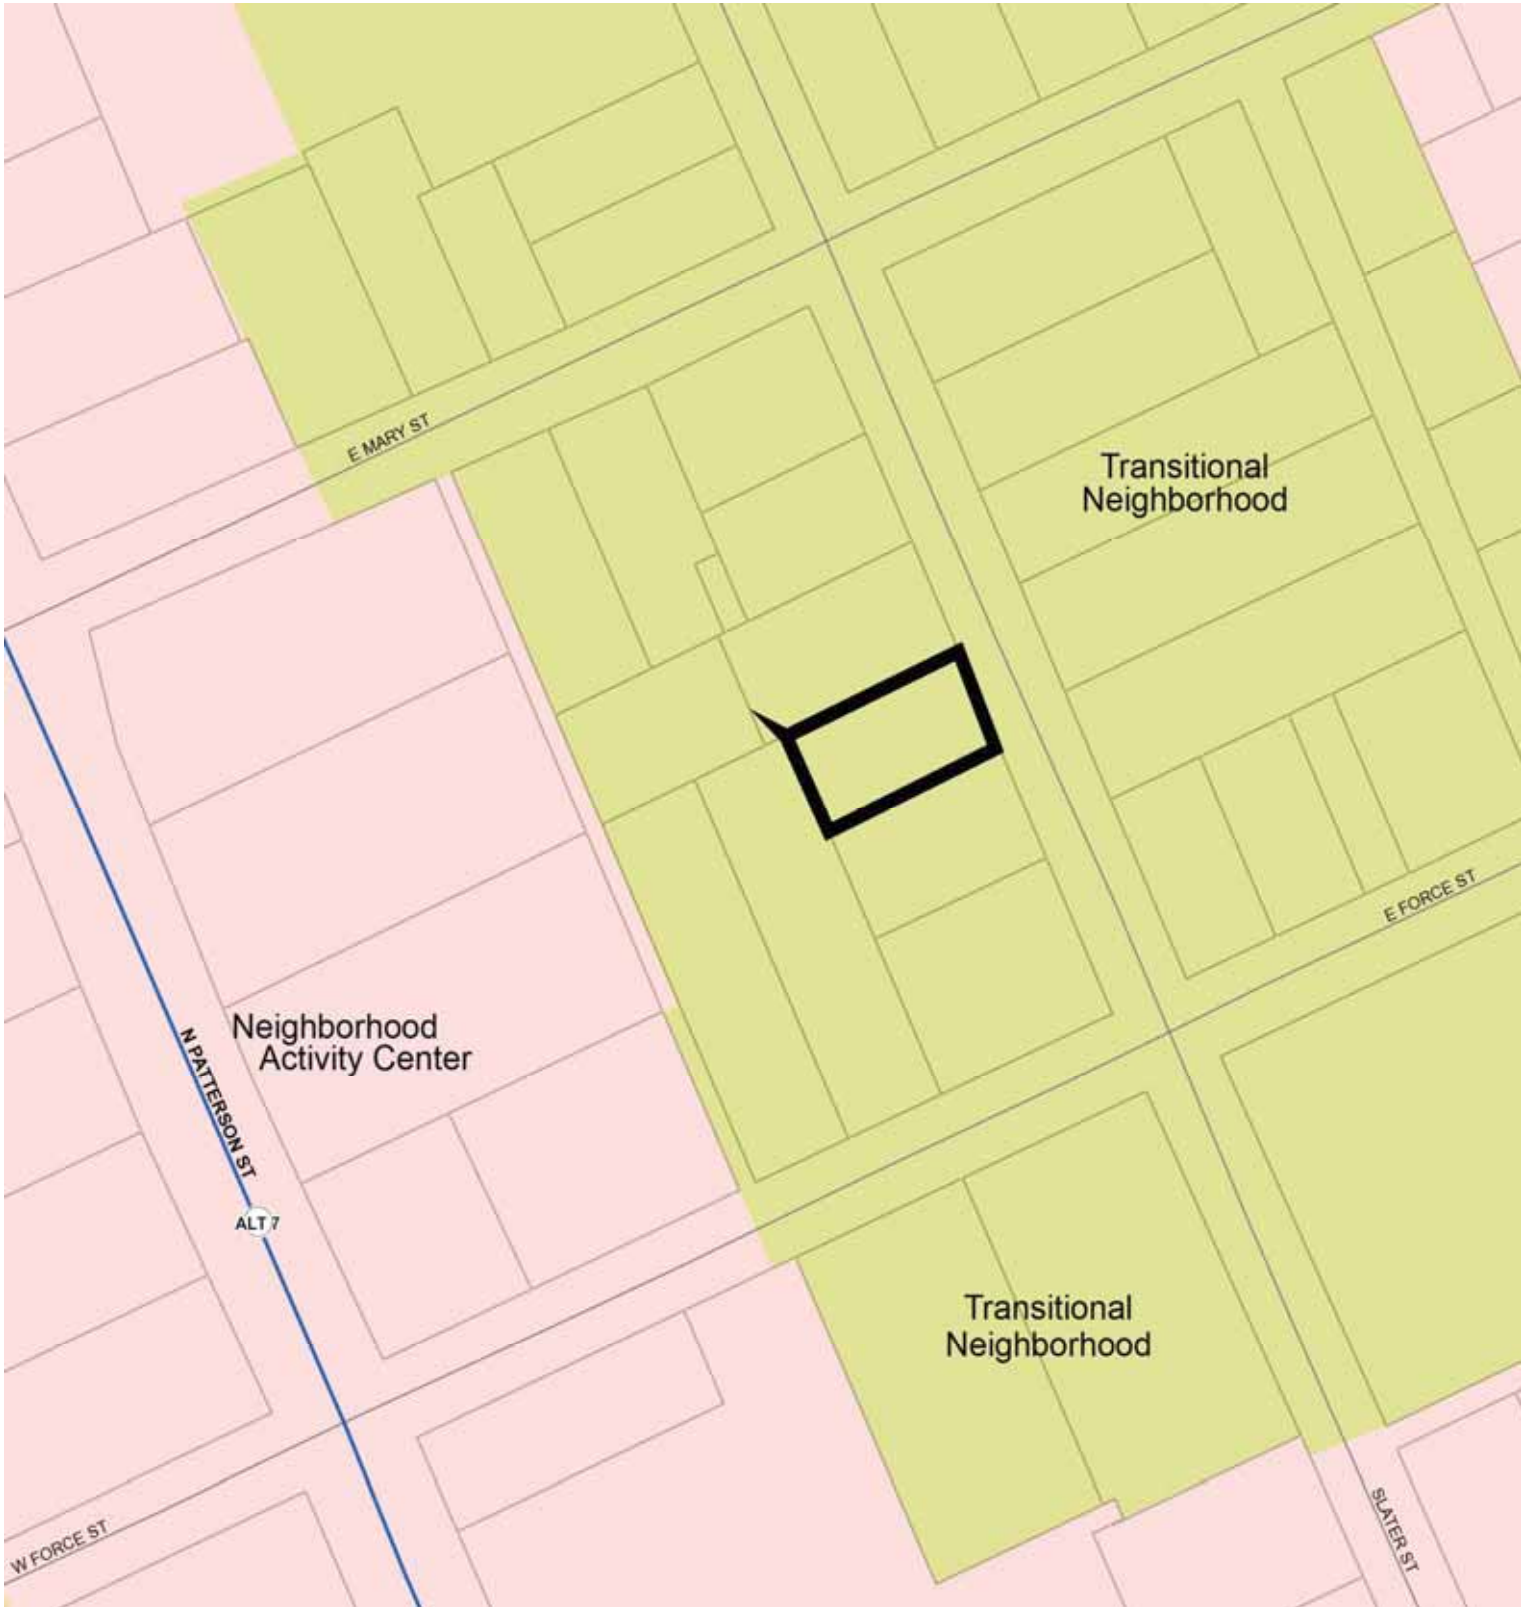 E MARY ST
Transitional
Neighborhood
E FORCE ST
Neighborhood
Activity Center
N PATTERSON ST
ALT 7
Transitional
Neighborhood
SLATER ST
W FORCE ST